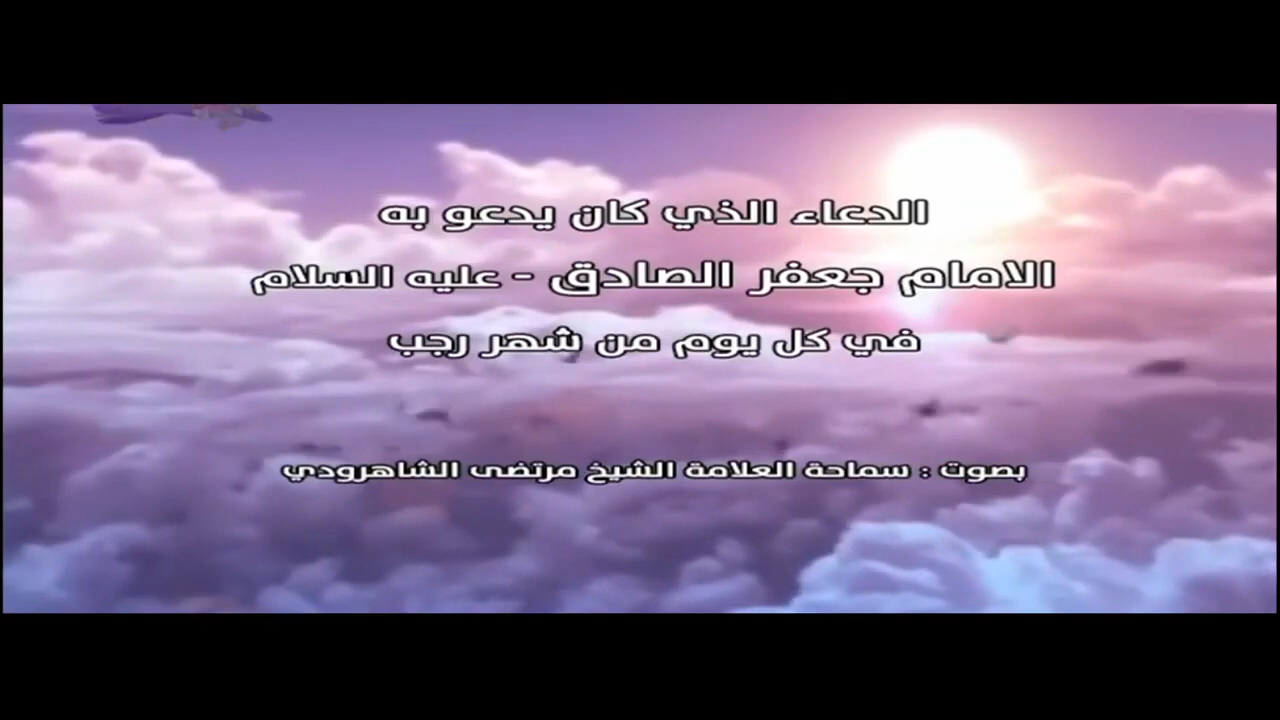 الدعاء الذي كان يدعو به
الامام جعفر الصادق - عليه السلام
في كل يوم من شهر رجب
بصوت : سماحة العلامة الشيخ مرتضى الشاهرودي